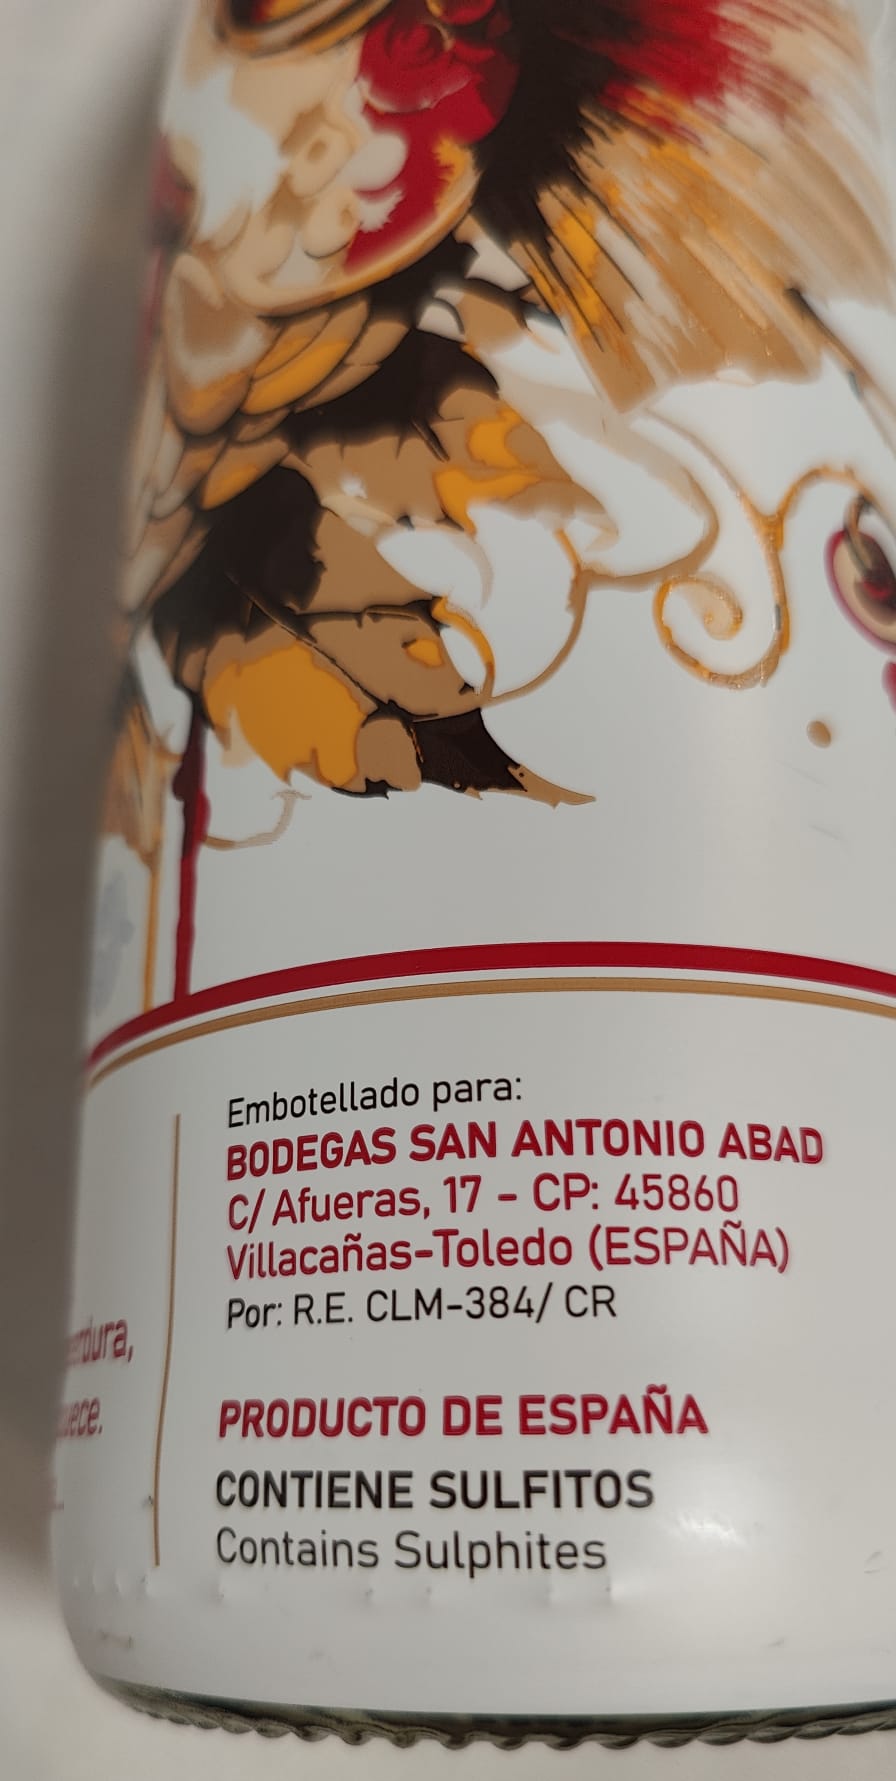 Embotellado para:
BODEGAS SAN ANTONIO ABAD
C/ Afueras, 17 - CP: 45860
Villacañas-Toledo (ESPAÑA)
Por: R.E. CLM-384/ CR
PRODUCTO DE ESPAÑA
CONTIENE SULFITOS
Contains Sulphites